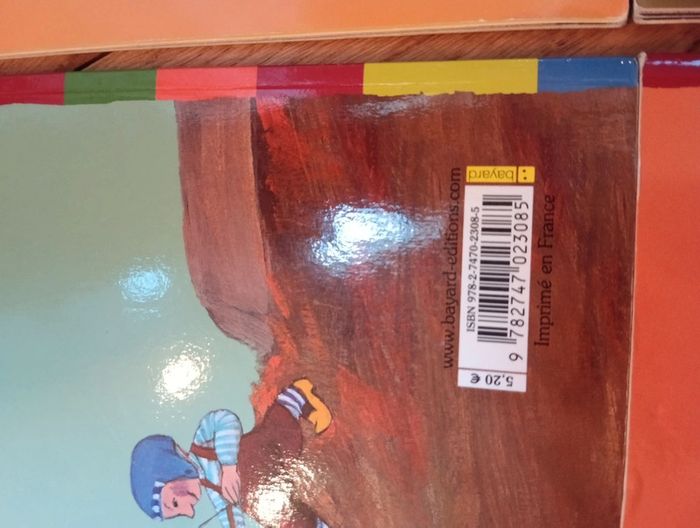 www.bayard-editions.com
bayard
ISBN 978-2-7470-2308-5
9 782747 023085
5,20 €
Imprimé en France